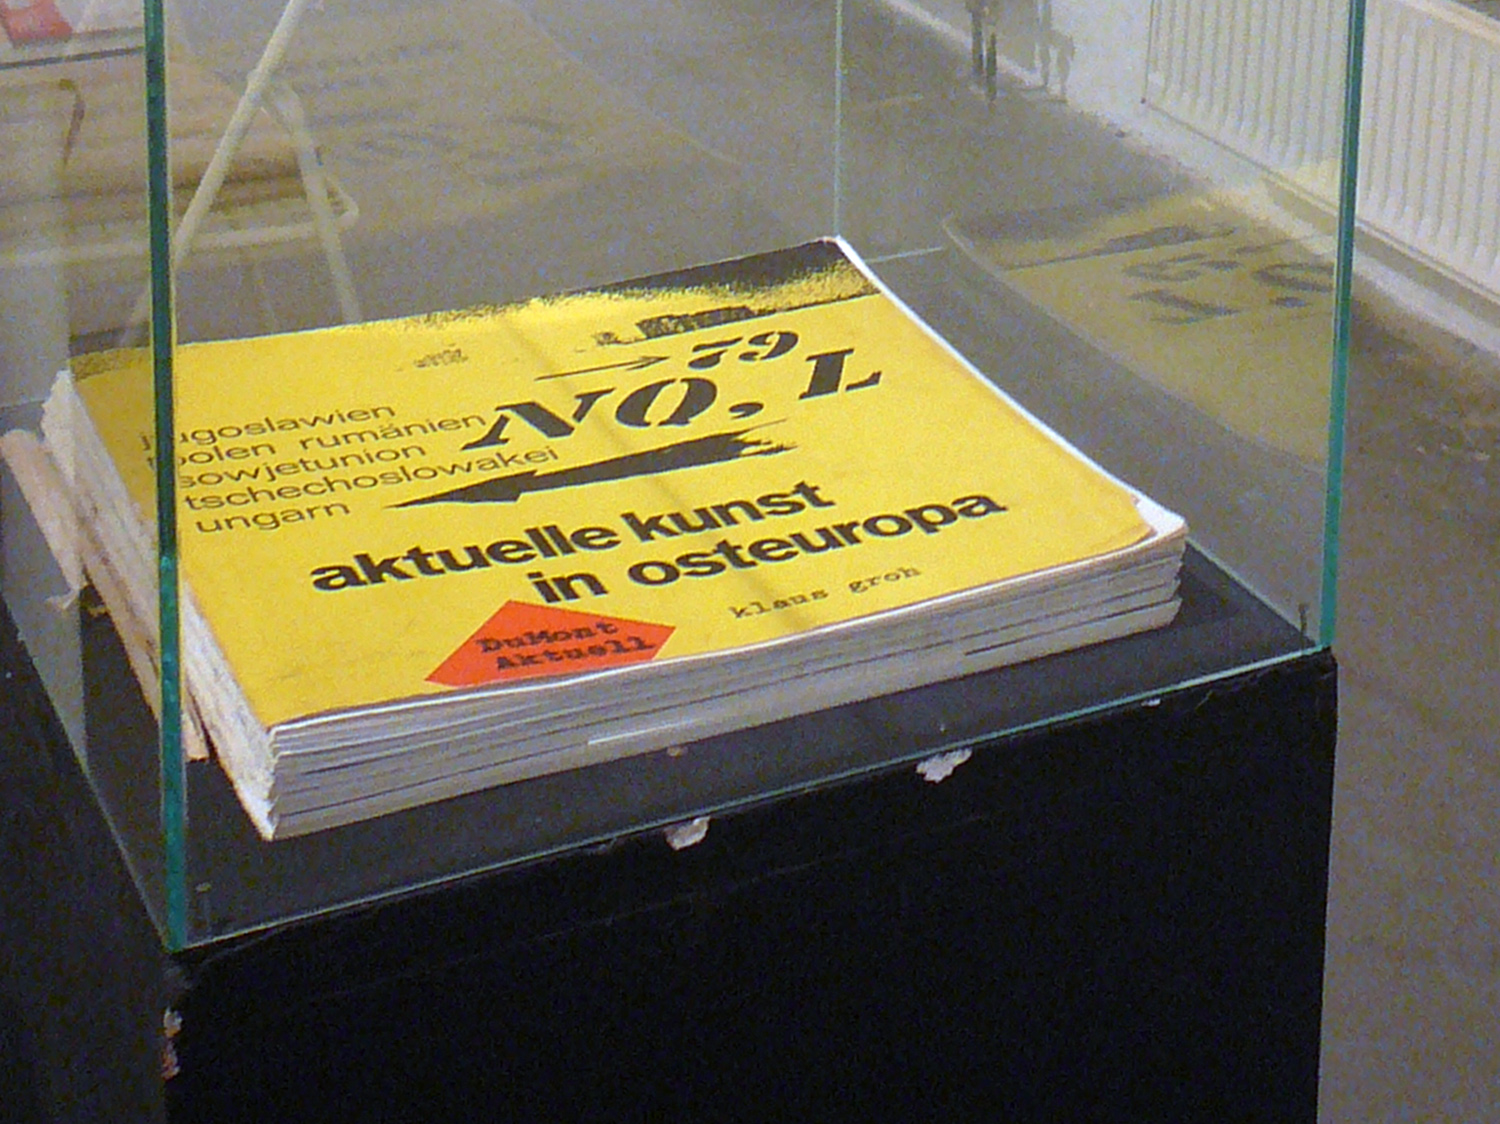 jugoslawien
polen rumänien
sowjetunion
tschechoslowakei
ungarn
79
NO, L
aktuelle kunst
in osteuropa
klaus groh
DuMont
Aktuell